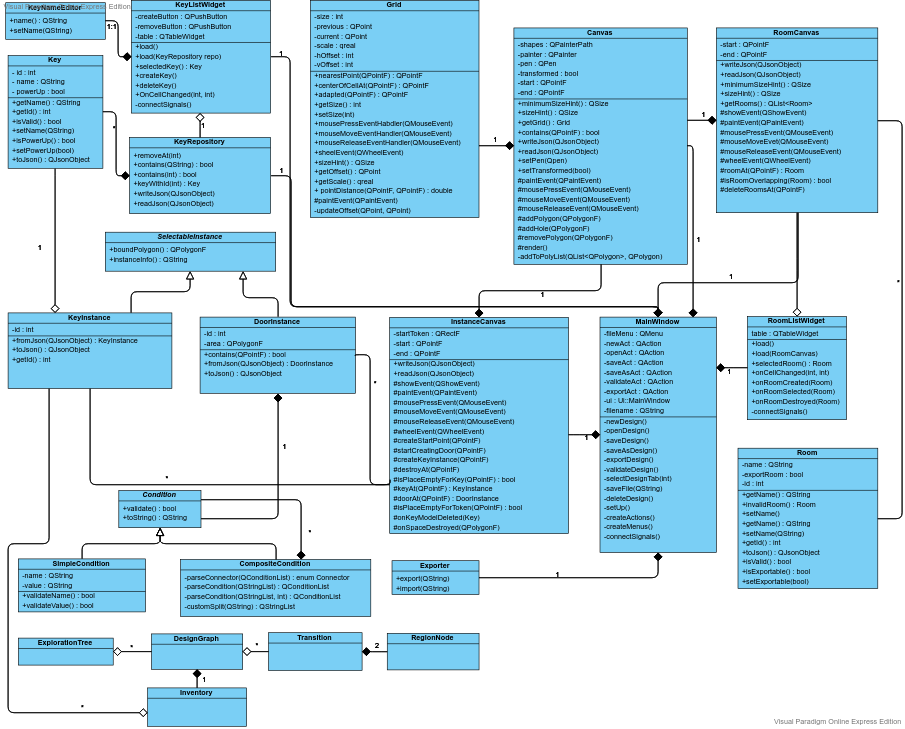 Visual Paradigm Online Express Edition
KeyNameEditor
+name() : QString
+setName(QString)
1:1
KeyListWidget
-createButton : QPushButton
-removeButton : QPushButton
-table : QTableWidget
+load()
+load(KeyRepository repo)
+selectedKey() : Key
+createKey()
+deleteKey()
+OnCellChanged(int, int)
-connectSignals()
1
Grid
-size : int
-previous : QPoint
-current : QPoint
-scale : qreal
-hOffset : int
-vOffset : int
+nearestPoint(QPointF) : QPointF
+centerOfCellAt(QPointF) : QPointF
+adapted(QPointF) : QPointF
+getSize() : int
+setSize(int)
+mousePressEventHabdler(QMouseEvent)
+mouseMoveEventHandler(QMouseEvent)
+mouseReleaseEventHandler(QMouseEvent)
+sheelEvent(QWheelEvent)
+sizeHint() : QSize
+getOffset() : QPoint
+getScale() : qreal
+pointDistance(QPointF, QPointF) : double
#paintEvent(QPaintEvent)
-updateOffset(QPoint, QPoint)
1
Canvas
-shapes : QPainterPath
-painter : QPainter
-pen : QPen
-transformed : bool
-start : QPointF
-end : QPointF
+minimumSizeHint() : QSize
+sizeHint() : QSize
+getGrid() : Grid
+contains(QPointF) : bool
+writeJson(QJsonObject)
+readJson(QJsonObject)
+setPen(Qpen)
+setTransformed(bool)
#paintEvent(QPaintEvent)
#mousePressEvent(QMouseEvent)
#mouseMoveEvent(QMouseEvent)
#mouseReleaseEvent(QMouseEvent)
#addPolygon(QPolygonF)
#addHole(QPolygonF)
#removePolygon(QPolygonF)
#render()
-addToPolyList(QList<QPolygon>, QPolygon)
1
1
1
RoomCanvas
-start : QPointF
-end : QPointF
+writeJson(QJsonObject)
+readJson(QJsonObject)
+minimumSizeHint() : QSize
+sizeHint() : QSize
+getRooms() : QList<Room>
#showEvent(QShowEvent)
#paintEvent(QPaintEvent)
#mousePressEvent(QMouseEvent)
#mouseMoveEvet(QMouseEvent)
#mouseReleaseEvent(QMouseEvent)
#wheelEvent(QWheelEvent)
#roomAt(QPointF) : Room
#isRoomOverlapping(Room) : bool
#deleteRoomsAt(QPointF)
1
*
Key
- id : int
- name : QString
- powerUp : bool
+getName() : QString
+getId() : int
+isValid() : bool
+setName(QString)
+isPowerUp() : bool
+setPowerUp(bool)
+toJson() : QJsonObject
*
1
1
KeyRepository
+removeAt(int)
+contains(QString) : bool
+contains(int) : bool
+keyWithId(int) : Key
+writeJson(QJsonObject)
+readJson(QJsonObject)
1
SelectableInstance
+boundPolygon() : QPolygonF
+instanceInfo() : QString
KeyInstance
-id : int
+fromJson(QJsonObject) : KeyInstance
+toJson() : QJsonObject
+getId() : int
*
DoorInstance
-id : int
-area : QPolygonF
+contains(QPointF) : bool
+fromJson(QJsonObject) : DoorInstance
+toJson() : QJsonObject
*
1
InstanceCanvas
-startToken : QRectF
-start : QPointF
-end : QPointF
+writeJson(QJsonObject)
+readJson(QJsonObject)
#showEvent(QShowEvent)
#paintEvent(QPaintEvent)
#mousePressEvent(QMouseEvent)
#mouseMoveEvent(QMouseEvent)
#mouseReleaseEvent(QMouseEvent)
#wheelEvent(QWheelEvent)
#createStartPoint(QPointF)
#startCreatingDoor(QPointF)
#createKeyInstance(QPointF)
#destroyAt(QPointF)
#isPlaceEmptyForKey(QPointF) : bool
#keyAt(QPointF) : KeyInstance
#doorAt(QPointF) : DoorInstance
#isPlaceEmptyForToken(QPointF) : bool
#onKeyModelDeleted(Key)
#onSpaceDestroyed(QPolygonF)
1
MainWindow
-fileMenu : QMenu
-newAct : QAction
-openAct : QAction
-saveAct : QAction
-saveAsAct : QAction
-validateAct : QAction
-exportAct : QAction
-ui : Ui::MainWindow
-filename : QString
-newDesign()
-openDesign()
-saveDesign()
-saveAsDesign()
-exportDesign()
-validateDesign()
-selectDesignTab(int)
-saveFile(QString)
-deleteDesign()
-setUp()
-createActions()
-createMenus()
-connectSignals()
1
RoomListWidget
table : QTableWidget
+load()
+load(RoomCanvas)
+selectedRoom() : Room
+onCellChanged(int, int)
+onRoomCreated(Room)
+onRoomSelected(Room)
+onRoomDestroyed(Room)
-connectSignals()
Room
-name : QString
-exportRoom : bool
-id : int
+getName() : QString
+invalidRoom() : Room
+setName()
+getName() : QString
+setName(QString)
+getId() : int
+toJson() : QJsonObject
+isValid() : bool
+isExportable() : bool
+setExportable(bool)
Condition
+validate() : bool
+toString() : QString
*
SimpleCondition
-name : QString
-value : QString
+validateName() : bool
+validateValue() : bool
CompositeCondition
-parseConnector(QConditionList) : enum Connector
-parseCondition(QStringList) : QConditionList
-parseCondition(QStringList, int) : QConditionList
-customSplit(QString) : QStringList
Exporter
+export(QString)
+import(QString)
1
ExplorationTree
*
DesignGraph
*
Transition
2
RegionNode
1
Inventory
*
Visual Paradigm Online Express Edition